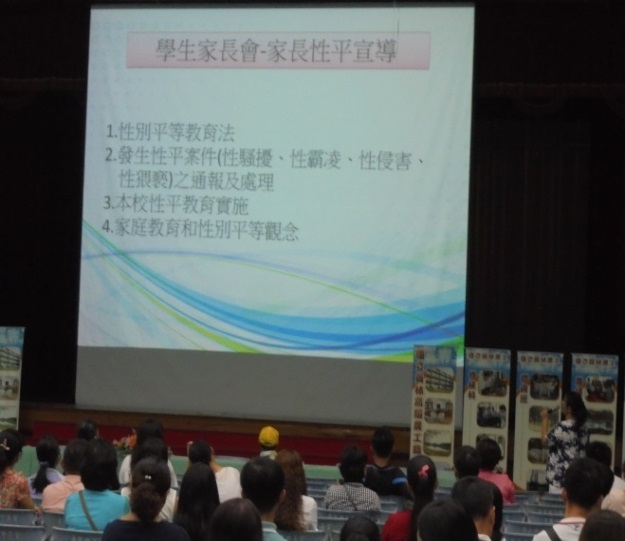 學生家長會-家長性平宣導
1.性別平等教育法
2.發生性平案件(性騷擾、性霸凌、性侵害、
性猥褻)之通報及處理
3.本校性平教育實施
4.家庭教育和性別平等觀念